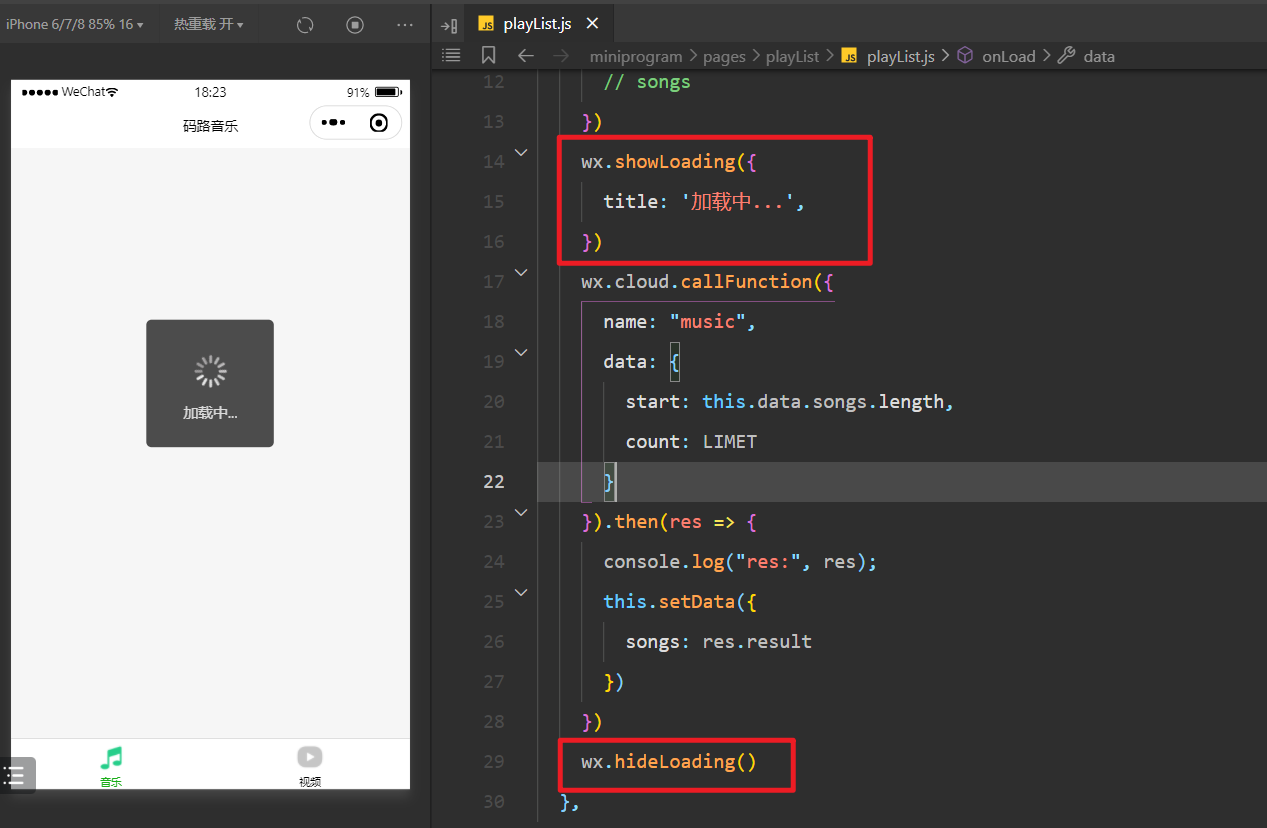 iPhone 6/7/8 85% 16
热重载 开
WeChat
18:23
91%
码路音乐
加载中...
音乐
视频
JS playList.js
miniprogram > pages > playList > JS playList.js > onLoad > data
12 // songs
13 })
14 wx.showLoading({
15 title: '加载中...',
16 })
17 wx.cloud.callFunction({
18 name: "music",
19 data: {
20 start: this.data.songs.length,
21 count: LIMET
22 }
23 }).then(res => {
24 console.log("res:", res);
25 this.setData({
26 songs: res.result
27 })
28 })
29 wx.hideLoading()
30 },